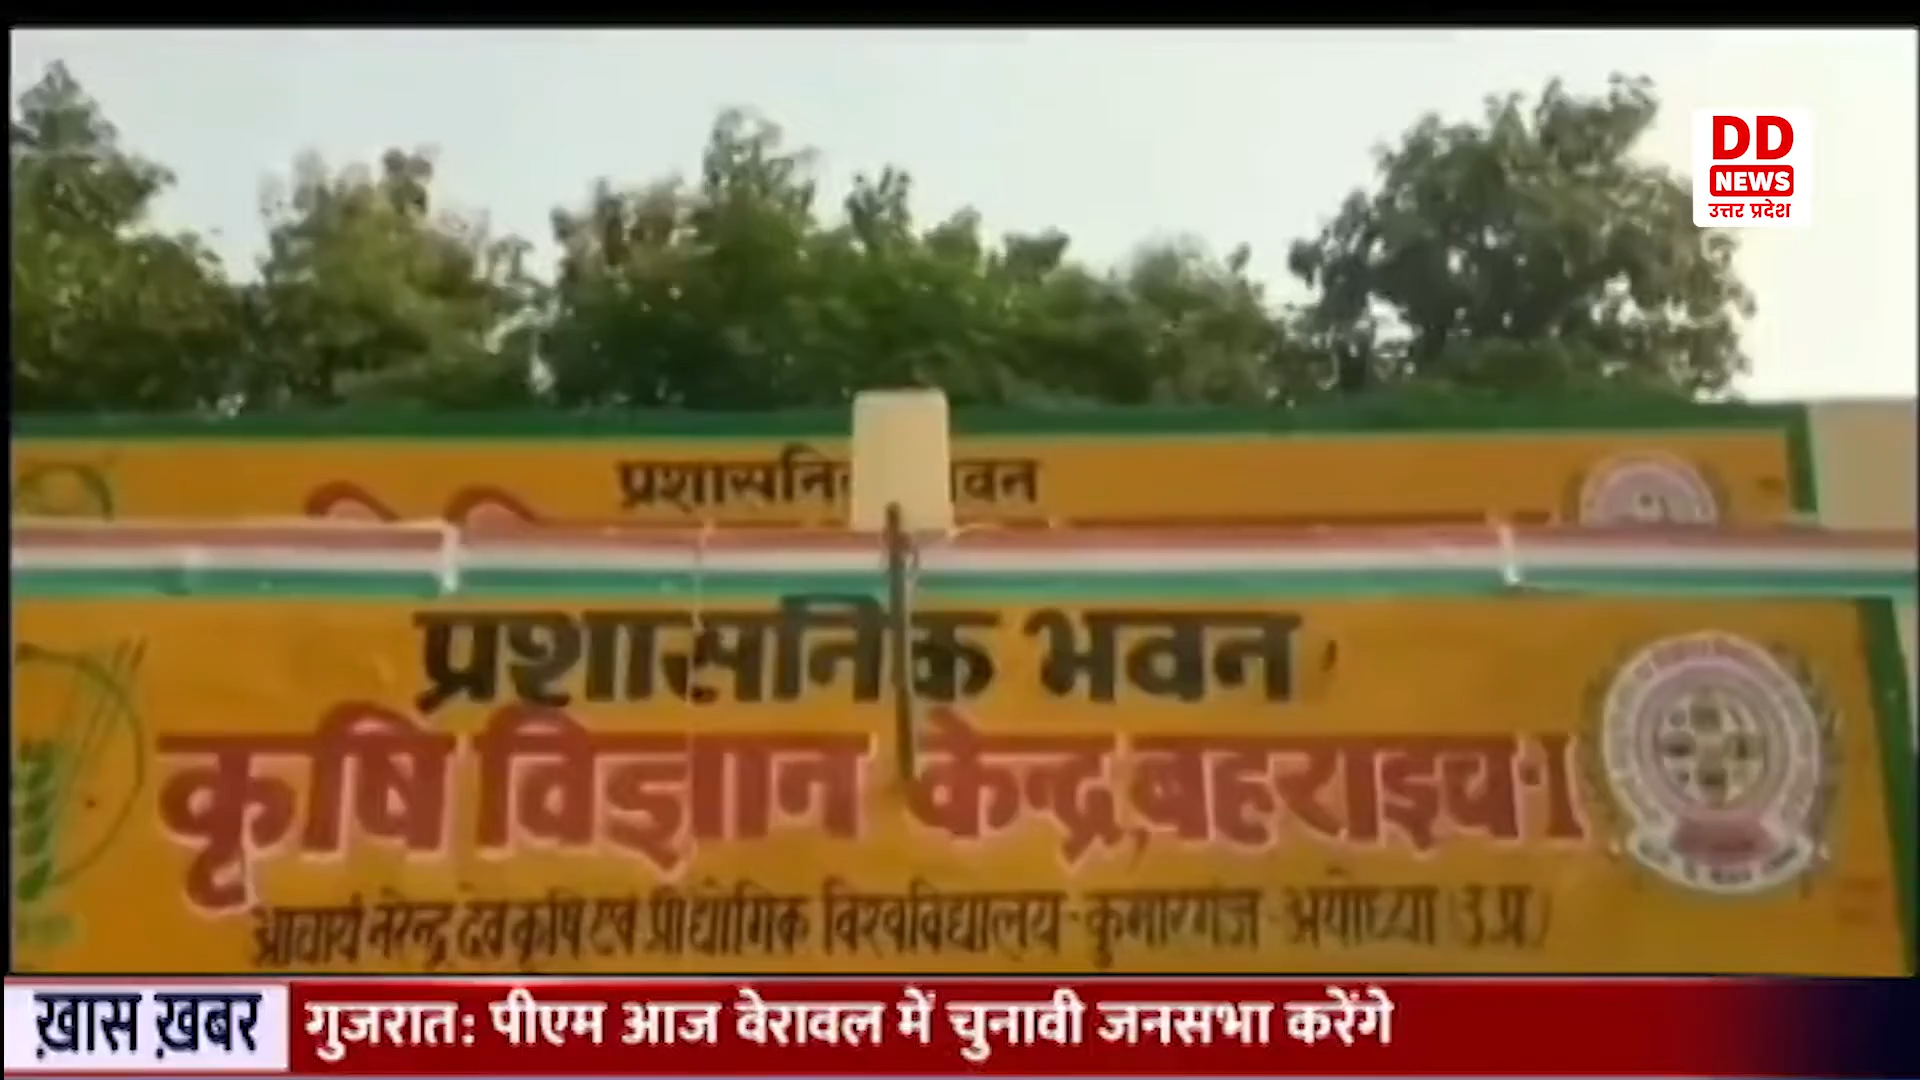 DD
NEWS
उत्तर प्रदेश
प्रशासनि वन
प्रशासनिक भवन
कृषि विज्ञान केन्द्र,बहराइच-I
आचार्य नरेन्द्र देव कृषि एवं प्रौद्योगिक विश्वविद्यालय-कुमारगंज-अयोध्या (उ.प्र)
ख़ास ख़बर
गुजरात: पीएम आज वेरावल में चुनावी जनसभा करेंगे